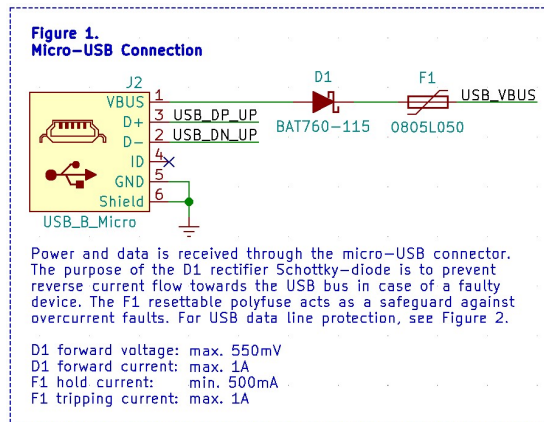 Figure 1.
Micro-USB Connection
J2
D1
F1
VBUS 1
USB_VBUS
D+ 3 USB_DP_UP
BAT760-115
0805L050
D- 2 USB_DN_UP
ID 4
GND 5
Shield 6
USB_B_Micro
Power and data is received through the micro-USB connector.
The purpose of the D1 rectifier Schottky-diode is to prevent
reverse current flow towards the USB bus in case of a faulty
device. The F1 resettable polyfuse acts as a safeguard against
overcurrent faults. For USB data line protection, see Figure 2.
D1 forward voltage: max. 550mV
D1 forward current: max. 1A
F1 hold current: min. 500mA
F1 tripping current: max. 1A